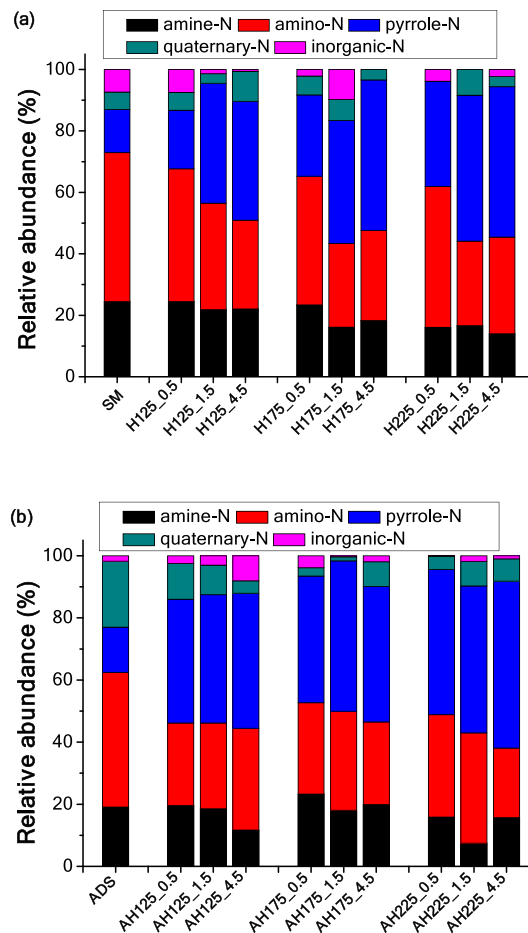 (a)
amine-N amino-N pyrrole-N
quaternary-N inorganic-N
Relative abundance (%)
100
80
60
40
20
0
SM H125_0.5 H125_1.5 H125_4.5 H175_0.5 H175_1.5 H175_4.5 H225_0.5 H225_1.5 H225_4.5
(b)
amine-N amino-N pyrrole-N
quaternary-N inorganic-N
Relative abundance (%)
100
80
60
40
20
0
ADS AH125_0.5 AH125_1.5 AH125_4.5 AH175_0.5 AH175_1.5 AH175_4.5 AH225_0.5 AH225_1.5 AH225_4.5